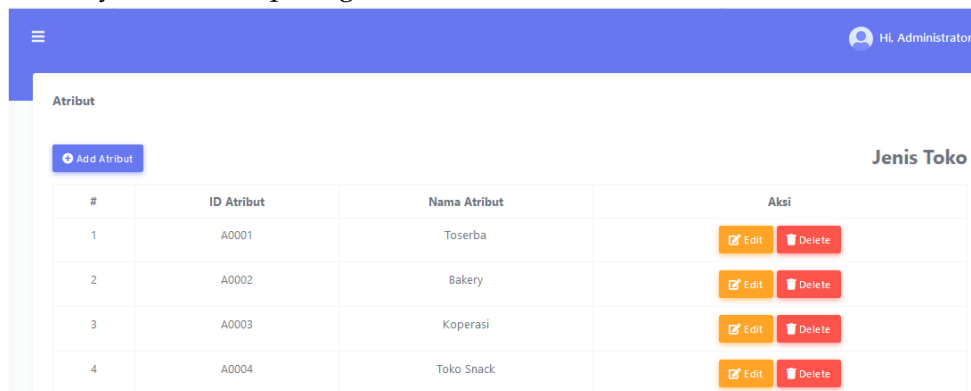 Hi, Administrator
Atribut
Add Atribut
Jenis Toko
# ID Atribut Nama Atribut Aksi
1 A0001 Toserba Edit Delete
2 A0002 Bakery Edit Delete
3 A0003 Koperasi Edit Delete
4 A0004 Toko Snack Edit Delete